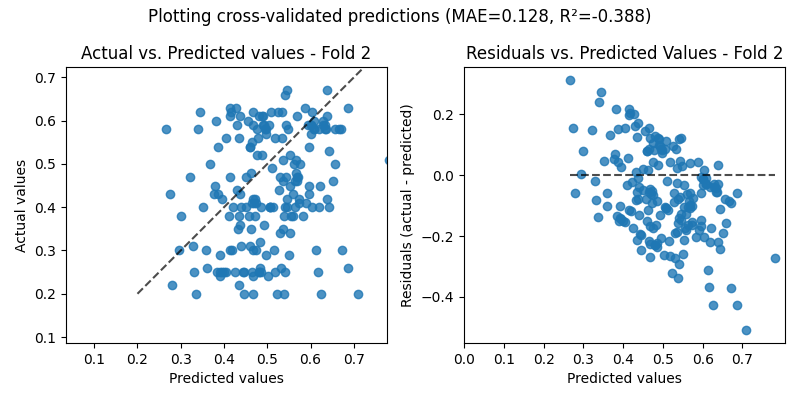 Plotting cross-validated predictions (MAE=0.128, R²=-0.388)
Actual vs. Predicted values - Fold 2
Actual values
0.7
0.6
0.5
0.4
0.3
0.2
0.1
0.1 0.2 0.3 0.4 0.5 0.6 0.7
Predicted values
Residuals vs. Predicted Values - Fold 2
Residuals (actual - predicted)
0.2
0.0
−0.2
−0.4
0.0 0.2 0.3 0.4 0.5 0.6 0.7
Predicted values